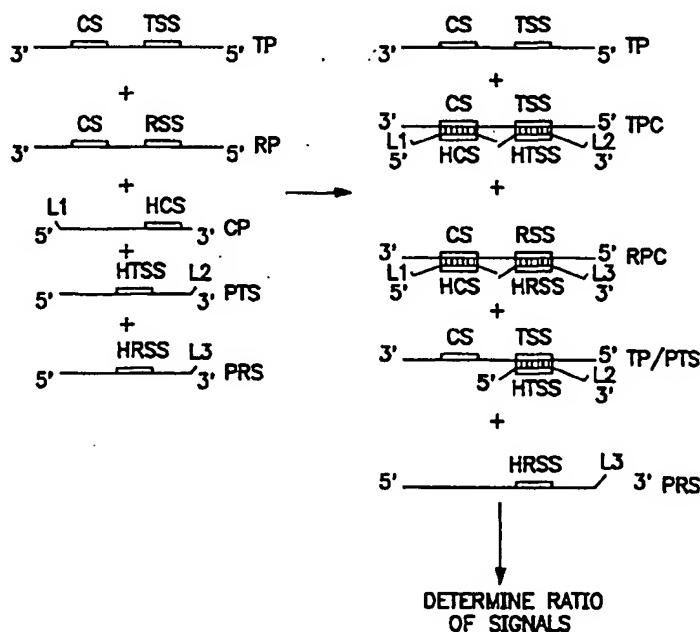 CS TSS
3' 5' TP
+
CS RSS
3' 5' RP
+
L1 HCS
5' 3' CP
+
HTSS L2
5' 3' PTS
+
HRSS L3
5' 3' PRS
CS TSS
3' 5' TP
+
CS TSS
3' 5' TPC
L1 L2
5' HCS HTSS 3'
+
CS RSS
3' 5' RPC
L1 L3
5' HCS HRSS 3'
+
CS TSS
3' 5' TP/PTS
5' L2
HTSS 3'
+
HRSS L3
5' 3' PRS
DETERMINE RATIO
OF SIGNALS